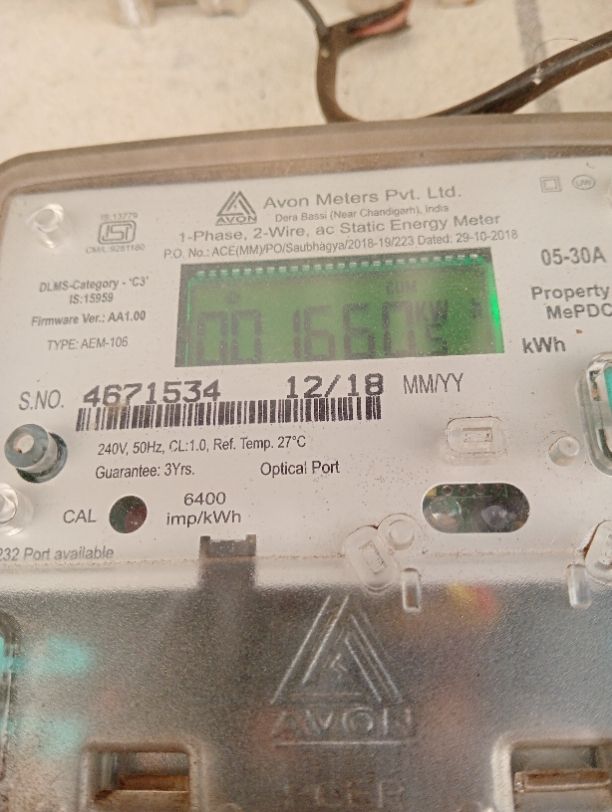 AVON
Avon Meters Pvt. Ltd.
Dera Bassi (Near Chandigarh), India
1-Phase, 2-Wire, ac Static Energy Meter
P.O. No.: ACE(MM)/PO/Saubhagya/2018-19/223 Dated: 29-10-2018
IS:13779
ISI
DLMS-Category - 'C3'
IS:15959
Firmware Ver.: AA1.00
TYPE: AEM-106
CUM
001660
05-30A
Property
MePDC
kWh
S.NO. 4671534 12/18 MM/YY
240V, 50Hz, CL:1.0, Ref. Temp. 27°C
Guarantee: 3Yrs. Optical Port
CAL
6400
imp/kWh
232 Port available
AVON